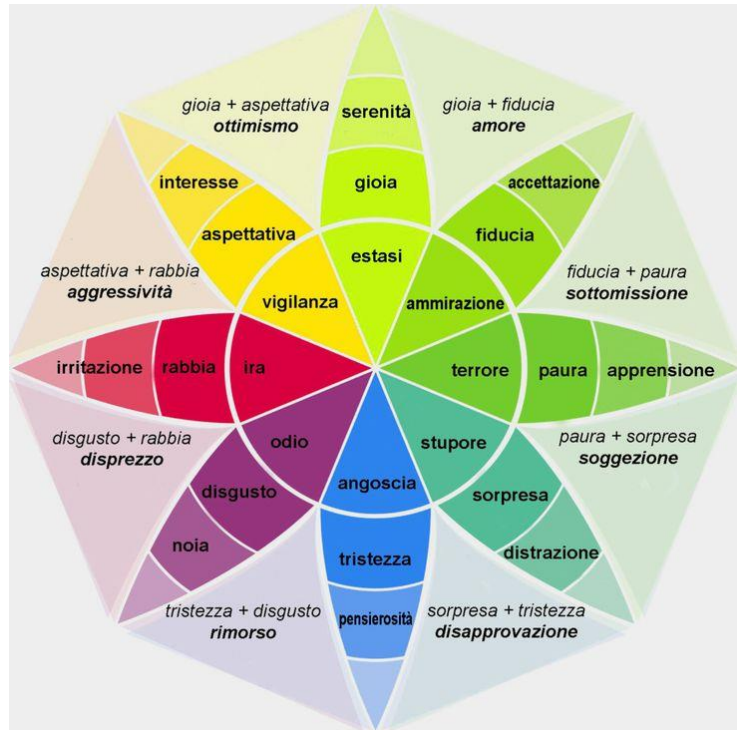 gioia + aspettativa
ottimismo
serenità
gioia + fiducia
amore
interesse
gioia
accettazione
aspettativa
fiducia
estasi
aspettativa + rabbia
aggressività
vigilanza
ammirazione
fiducia + paura
sottomissione
irritazione
rabbia
ira
terrore
paura
apprensione
disgusto + rabbia
disprezzo
odio
stupore
paura + sorpresa
soggezione
disgusto
angoscia
sorpresa
noia
tristezza
distrazione
tristezza + disgusto
rimorso
pensierosità
sorpresa + tristezza
disapprovazione